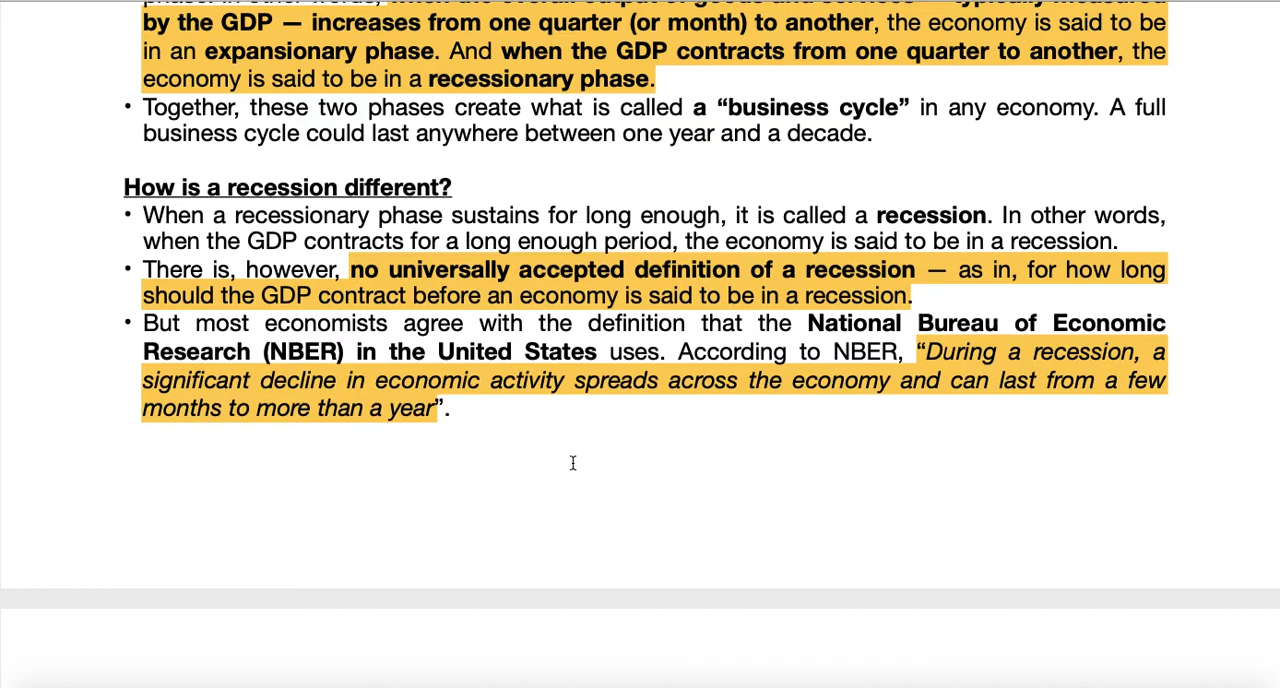 by the GDP — increases from one quarter (or month) to another, the economy is said to be
in an expansionary phase. And when the GDP contracts from one quarter to another, the
economy is said to be in a recessionary phase.
• Together, these two phases create what is called a “business cycle” in any economy. A full
business cycle could last anywhere between one year and a decade.
How is a recession different?
• When a recessionary phase sustains for long enough, it is called a recession. In other words,
when the GDP contracts for a long enough period, the economy is said to be in a recession.
• There is, however, no universally accepted definition of a recession — as in, for how long
should the GDP contract before an economy is said to be in a recession.
• But most economists agree with the definition that the National Bureau of Economic
Research (NBER) in the United States uses. According to NBER, “During a recession, a
significant decline in economic activity spreads across the economy and can last from a few
months to more than a year”.